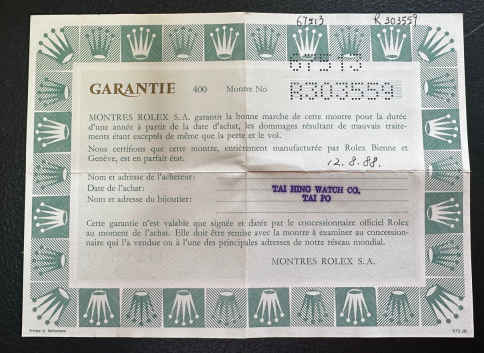 67513 R 303559
67513
GARANTIE 400 Montre No R303559
MONTRES ROLEX S.A. garantit la bonne marche de cette montre pour la durée
d'une année à partir de la date d'achat, les dommages résultant de mauvais traite-
ments étant exceptés de même que la perte et le vol.
Nous certifions que cette montre, entièrement manufacturée par Rolex Bienne et
Genève, est en parfait état.
12.8.88.
Nom et adresse de l'acheteur:
Date de l'achat: TAI HING WATCH CO,
Nom et adresse du bijoutier: TAI PO
Cette garantie n'est valable que signée et datée par le concessionnaire officiel Rolex
au moment de l'achat. Elle doit être remise avec la montre à examiner au concession-
naire qui l'a vendue ou à l'une des principales adresses de notre réseau mondial.
MONTRES ROLEX S.A.
Printed in Switzerland